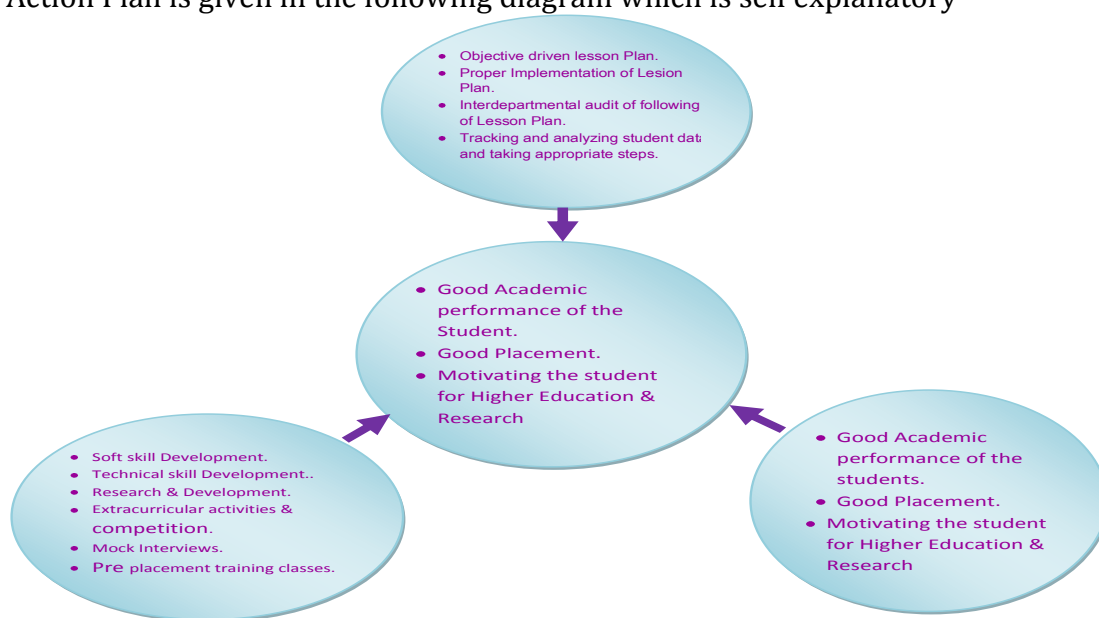 Action Plan is given in the following diagram which is self explanatory
• Objective driven lesson Plan.
• Proper Implementation of Lesion
Plan.
• Interdepartmental audit of following
of Lesson Plan.
• Tracking and analyzing student data
and taking appropriate steps.
• Good Academic
performance of the
Student.
• Good Placement.
• Motivating the student
for Higher Education &
Research
• Soft skill Development.
• Technical skill Development..
• Research & Development.
• Extracurricular activities &
competition.
• Mock Interviews.
• Pre placement training classes.
• Good Academic
performance of the
students.
• Good Placement.
• Motivating the student
for Higher Education &
Research